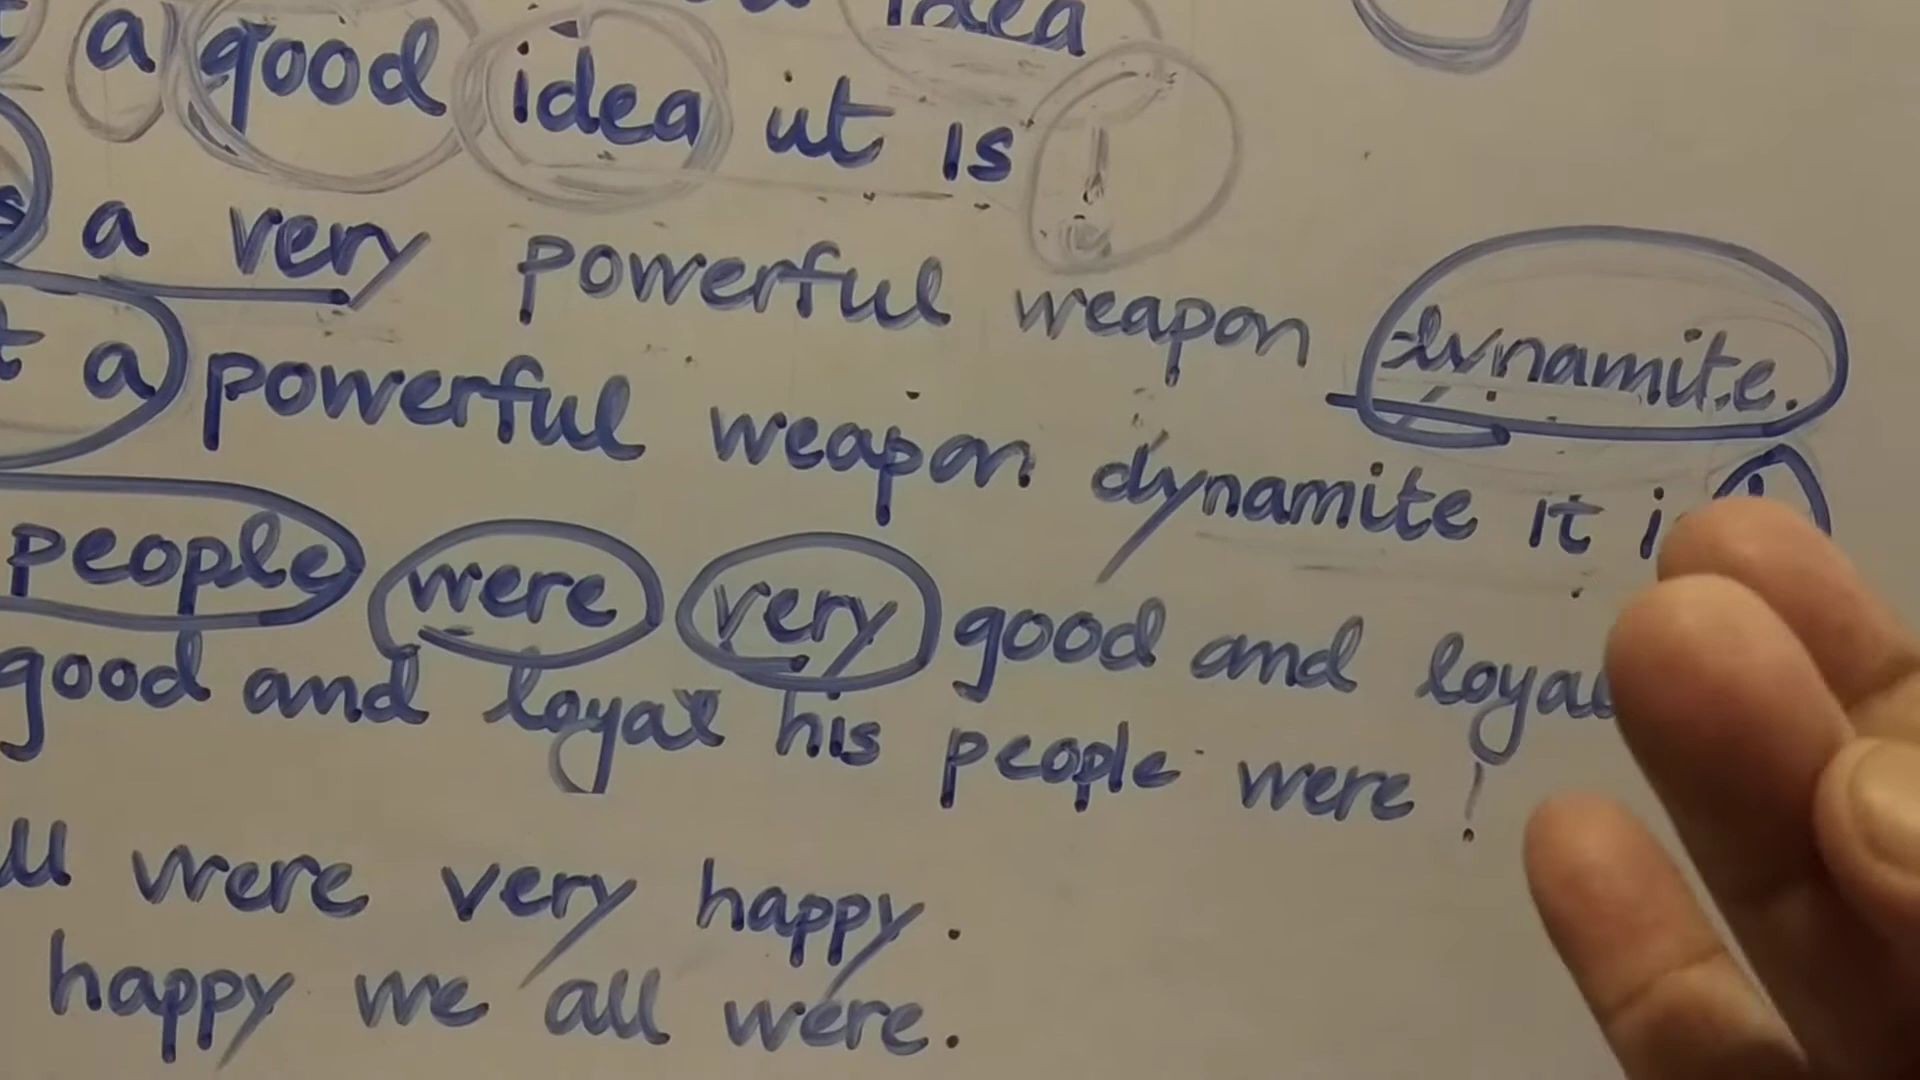 idea
a good idea it is !
a very powerful weapon dynamite.
a powerful weapon dynamite it
people were very good and loyal
good and loyal his people were !
were very happy.
happy we all were.